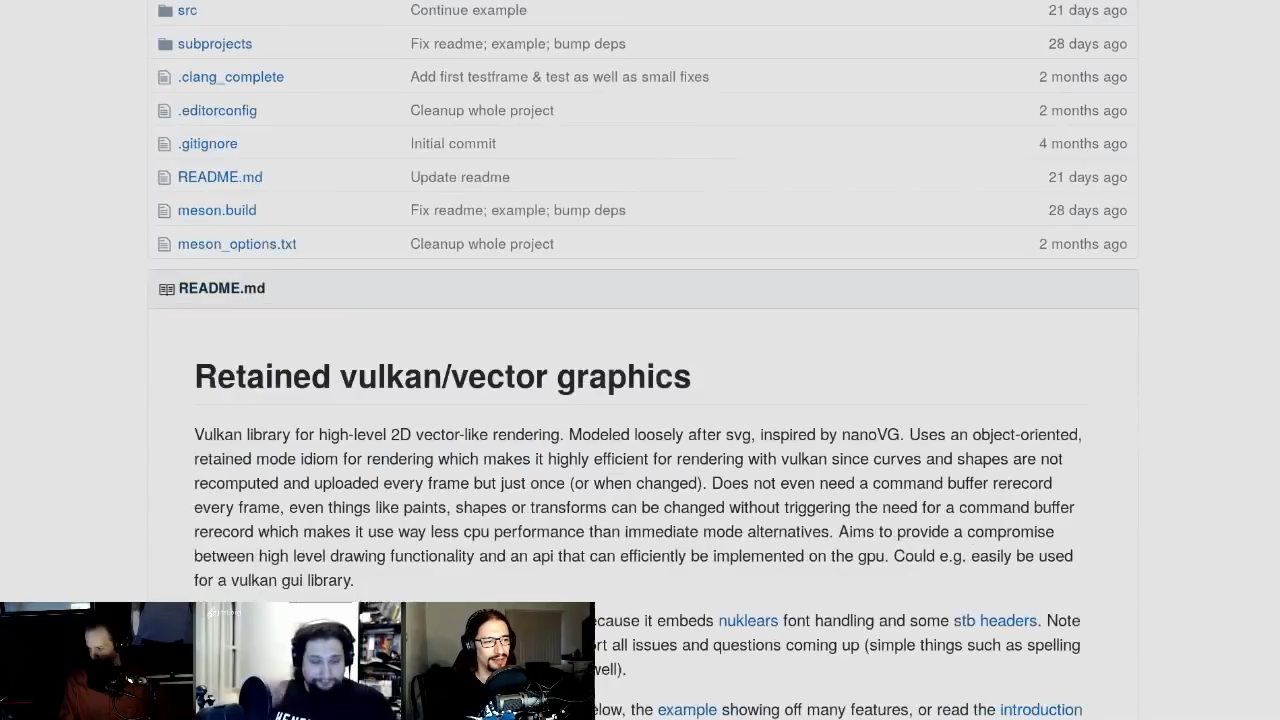 src Continue example 21 days ago
subprojects Fix readme; example; bump deps 28 days ago
.clang_complete Add first testframe & test as well as small fixes 2 months ago
.editorconfig Cleanup whole project 2 months ago
.gitignore Initial commit 4 months ago
README.md Update readme 21 days ago
meson.build Fix readme; example; bump deps 28 days ago
meson_options.txt Cleanup whole project 2 months ago
README.md
Retained vulkan/vector graphics
Vulkan library for high-level 2D vector-like rendering. Modeled loosely after svg, inspired by nanoVG. Uses an object-oriented,
retained mode idiom for rendering which makes it highly efficient for rendering with vulkan since curves and shapes are not
recomputed and uploaded every frame but just once (or when changed). Does not even need a command buffer rerecord
every frame, even things like paints, shapes or transforms can be changed without triggering the need for a command buffer
rerecord which makes it use way less cpu performance than immediate mode alternatives. Aims to provide a compromise
between high level drawing functionality and an api that can efficiently be implemented on the gpu. Could e.g. easily be used
for a vulkan gui library.
ecause it embeds nuklears font handling and some stb headers. Note
rt all issues and questions coming up (simple things such as spelling
well).
elow, the example showing off many features, or read the introduction